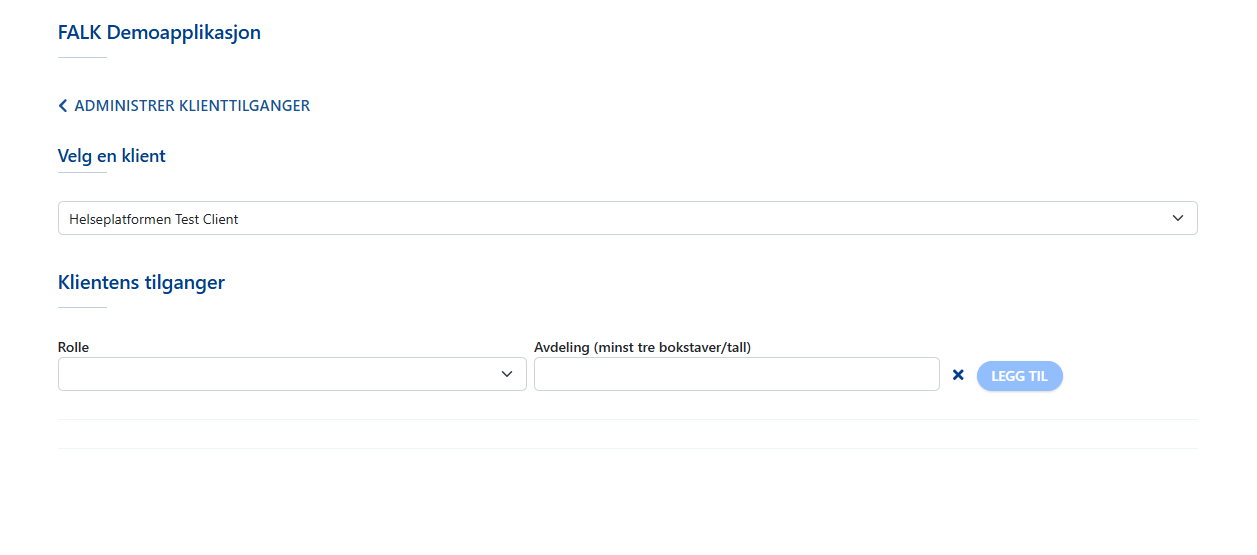 FALK Demoapplikasjon
ADMINISTRER KLIENTTILGANGER
Velg en klient
Helseplatformen Test Client
Klientens tilganger
Rolle
Avdeling (minst tre bokstaver/tall)
LEGG TIL